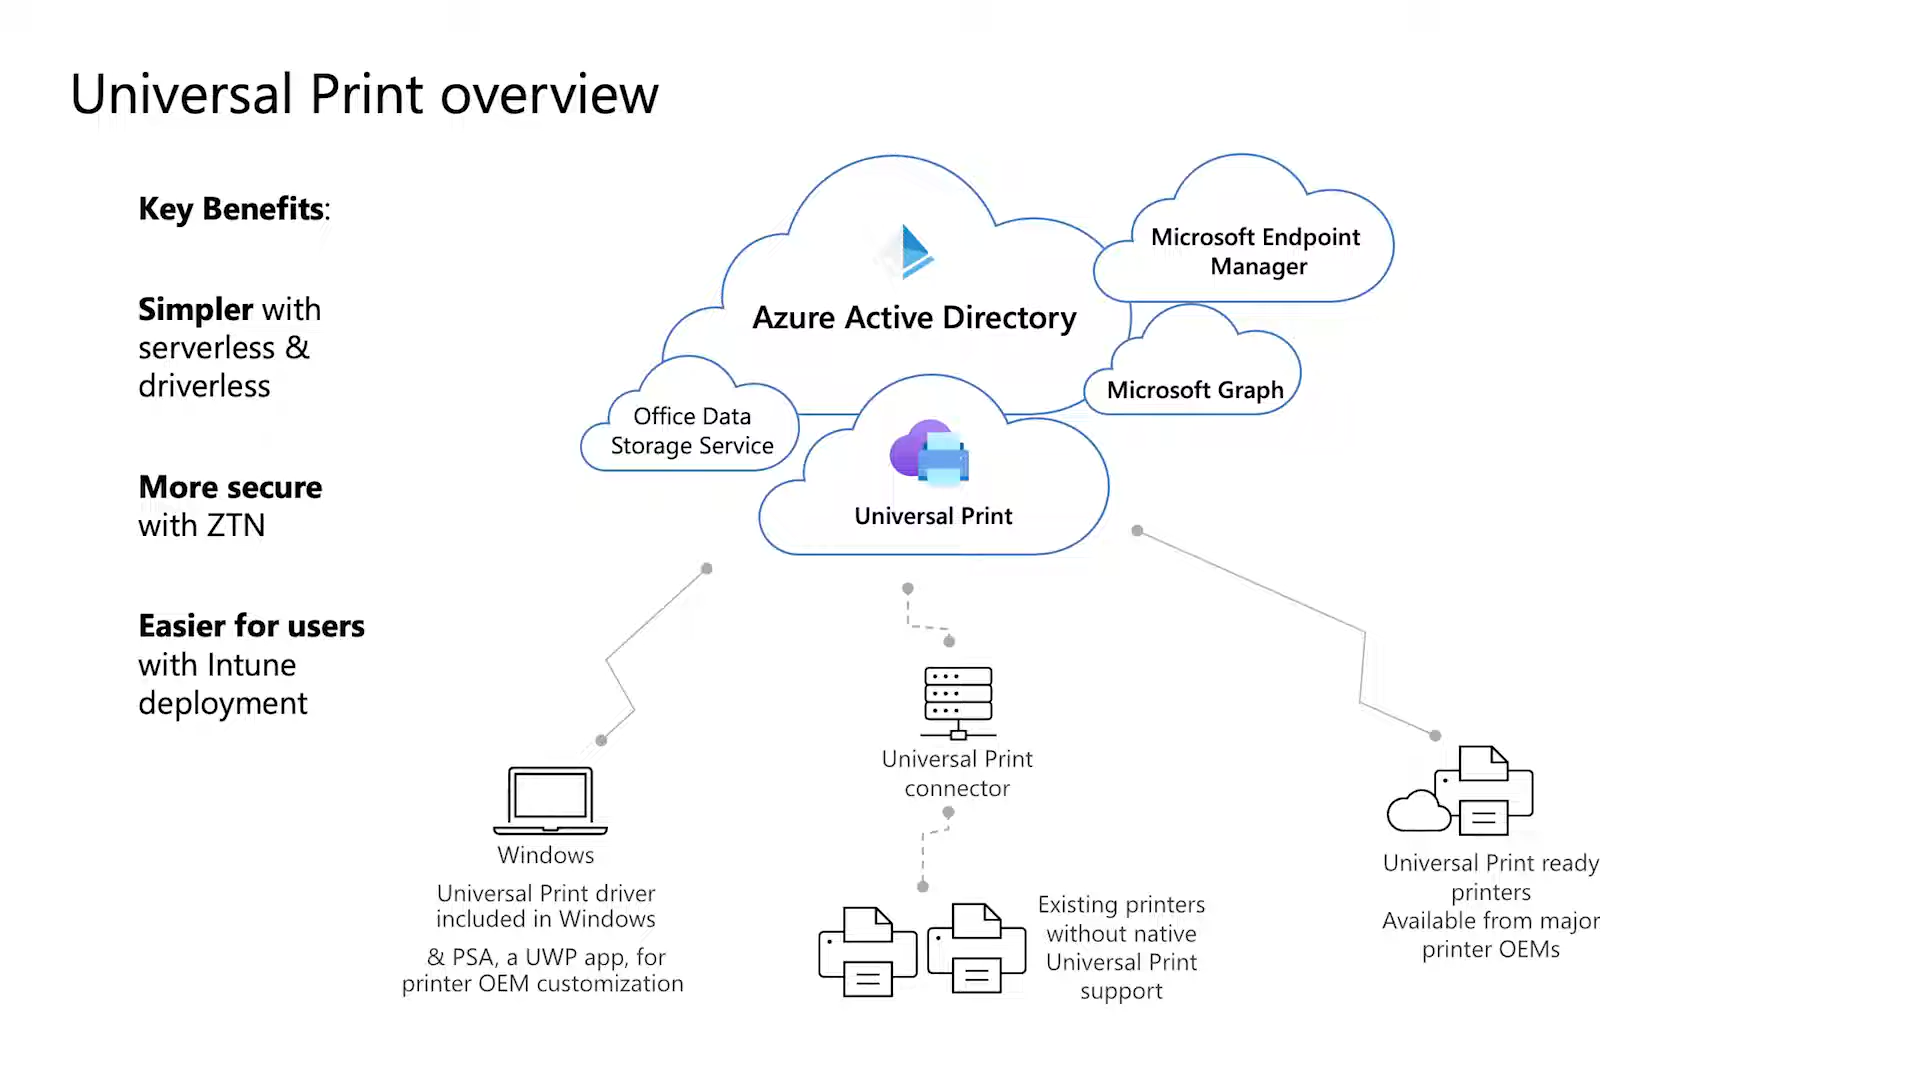 Universal Print overview
Key Benefits:
Simpler with
serverless &
driverless
More secure
with ZTN
Easier for users
with Intune
deployment
Azure Active Directory
Microsoft Endpoint
Manager
Microsoft Graph
Office Data
Storage Service
Universal Print
Windows
Universal Print driver
included in Windows
& PSA, a UWP app, for
printer OEM customization
Universal Print
connector
Existing printers
without native
Universal Print
support
Universal Print ready
printers
Available from major
printer OEMs